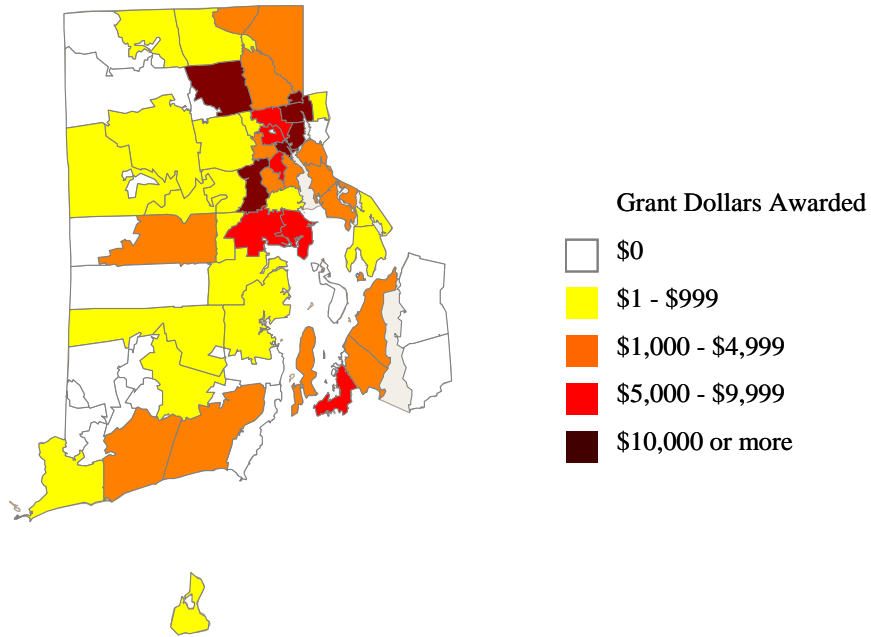 Grant Dollars Awarded
$0
$1 - $999
$1,000 - $4,999
$5,000 - $9,999
$10,000 or more